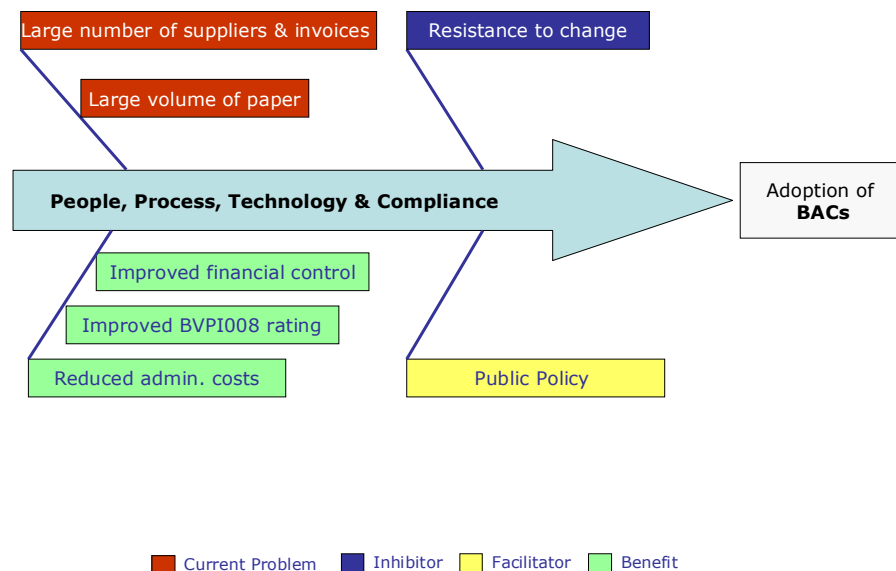 Large number of suppliers & invoices
Resistance to change
Large volume of paper
People, Process, Technology & Compliance
Adoption of
BACs
Improved financial control
Improved BVPI008 rating
Reduced admin. costs
Public Policy
Current Problem
Inhibitor
Facilitator
Benefit